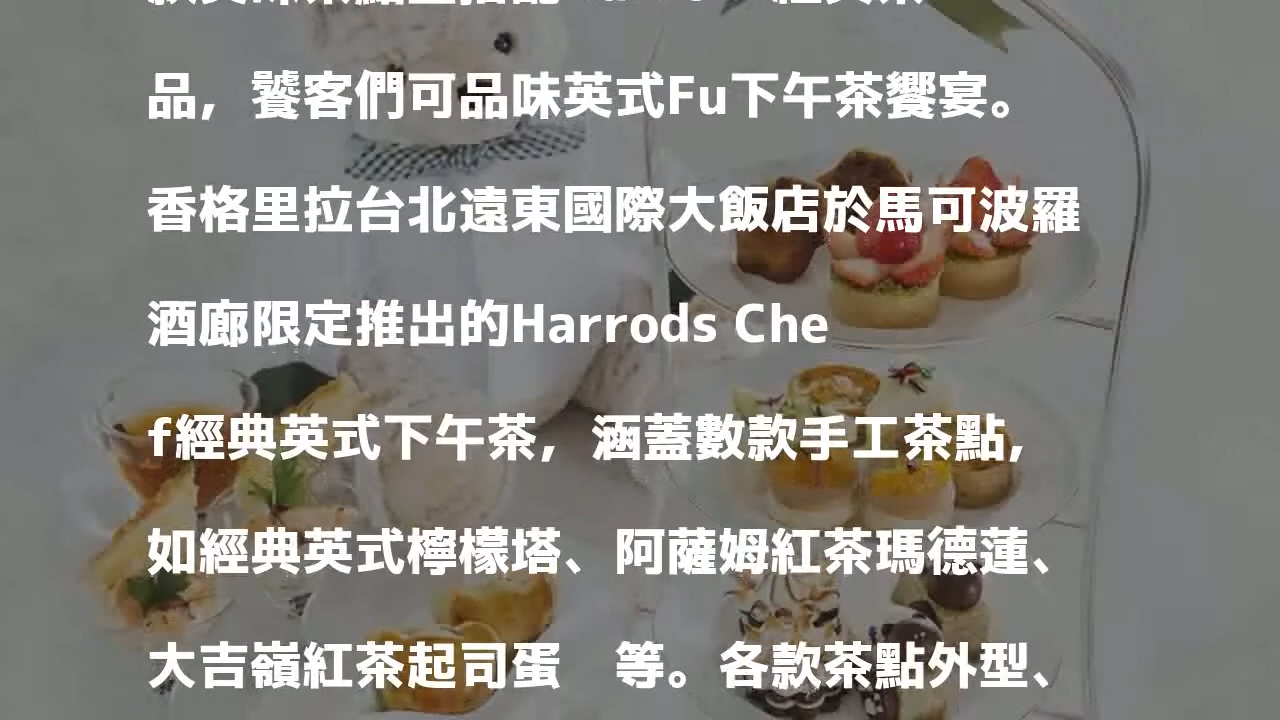 品，饕客們可品味英式Fu下午茶饗宴。
香格里拉台北遠東國際大飯店於馬可波羅
酒廊限定推出的Harrods Che
f經典英式下午茶，涵蓋數款手工茶點，
如經典英式檸檬塔、阿薩姆紅茶瑪德蓮、
大吉嶺紅茶起司蛋　等。各款茶點外型、